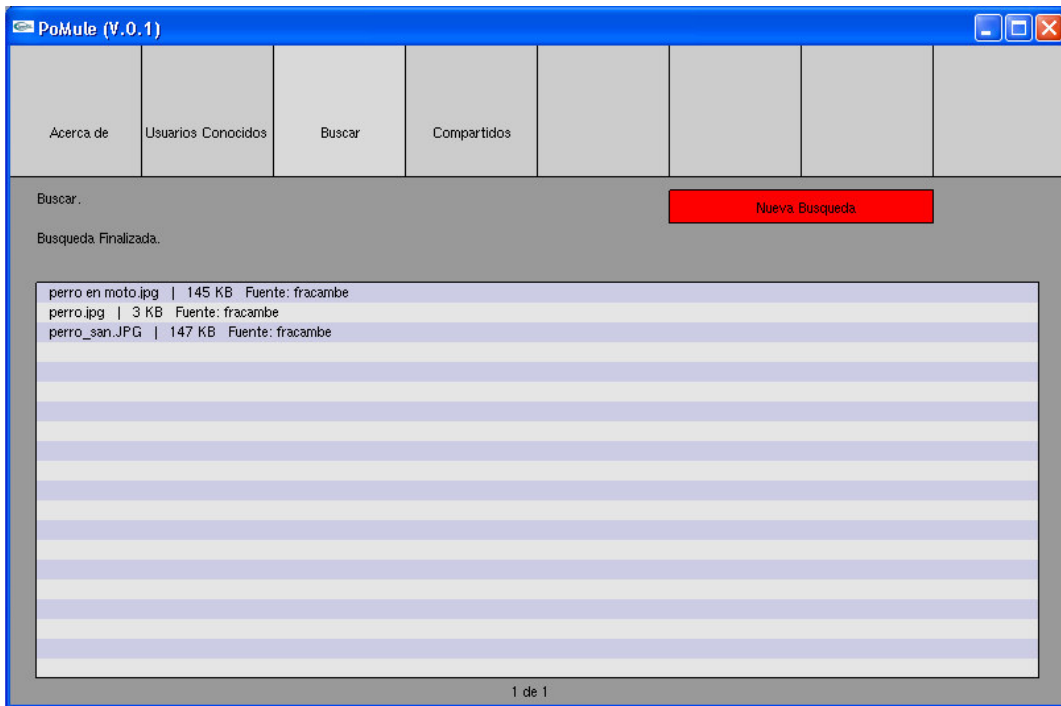 PoMule (V.0.1)
Acerca de
Usuarios Conocidos
Buscar
Compartidos
Buscar.
Nueva Busqueda
Busqueda Finalizada.
perro en moto.jpg | 145 KB Fuente: fracambe
perro.jpg | 3 KB Fuente: fracambe
perro_san.JPG | 147 KB Fuente: fracambe
1 de 1